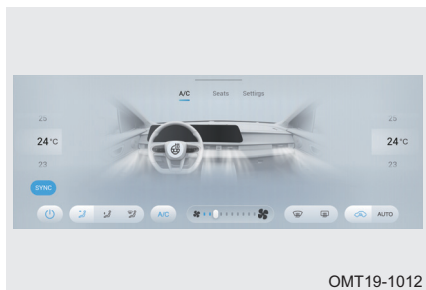 A/C Seats Settings
25 25
24°C 24°C
23 23
SYNC
A/C AUTO
OMT19-1012